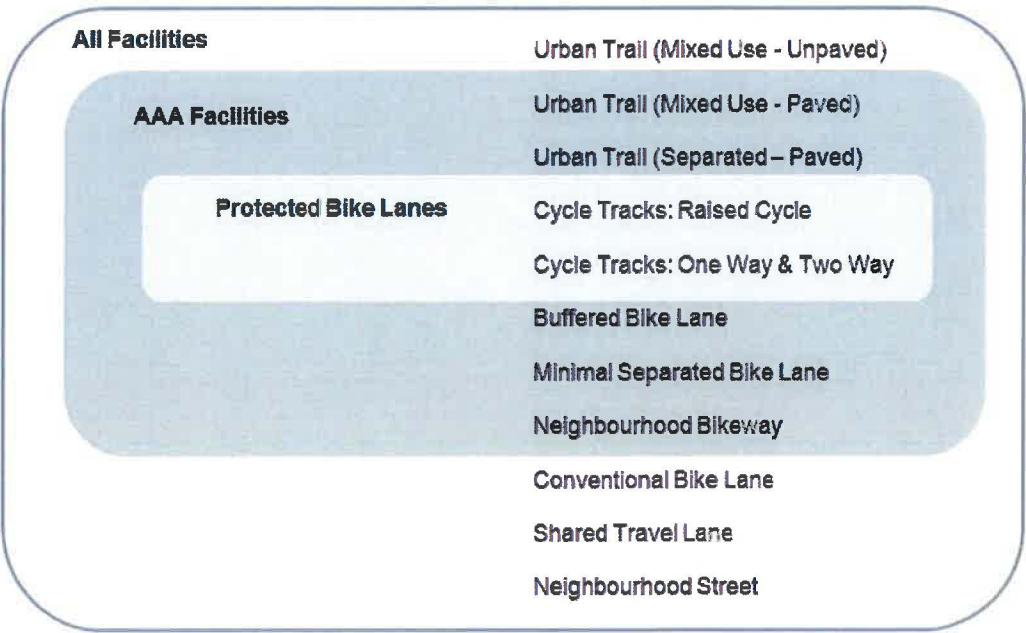 All Facilities
Urban Trail (Mixed Use - Unpaved)
AAA Facilities
Urban Trail (Mixed Use - Paved)
Urban Trail (Separated – Paved)
Protected Bike Lanes
Cycle Tracks: Raised Cycle
Cycle Tracks: One Way & Two Way
Buffered Bike Lane
Minimal Separated Bike Lane
Neighbourhood Bikeway
Conventional Bike Lane
Shared Travel Lane
Neighbourhood Street